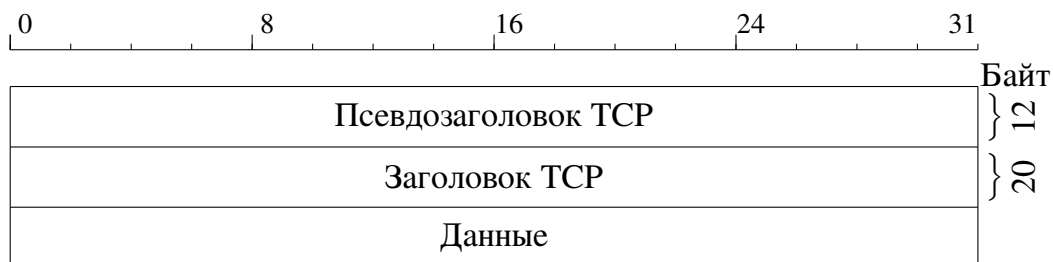 0 8 16 24 31
Байт
Псевдозаголовок TCP 12
Заголовок TCP 20
Данные